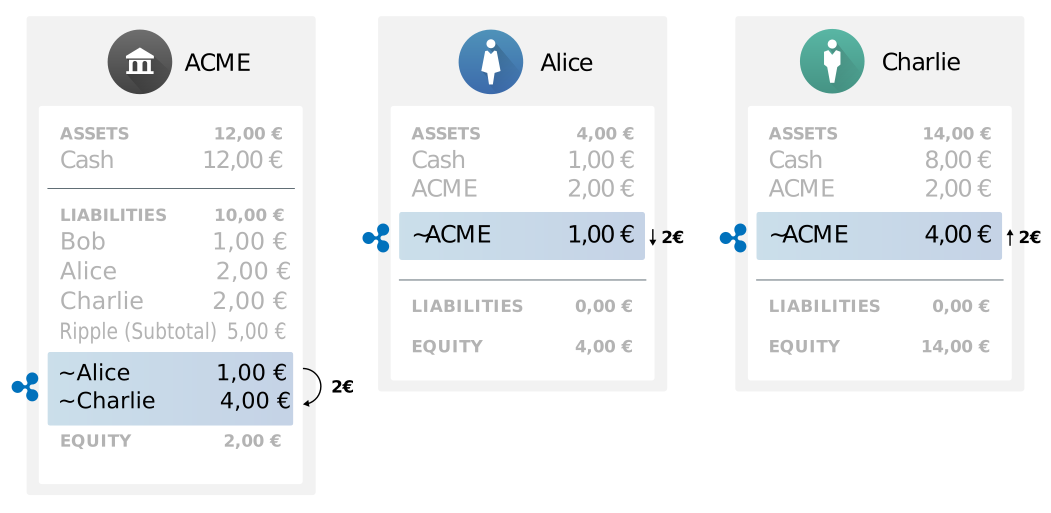 ACME
ASSETS 12,00 €
Cash 12,00 €
LIABILITIES 10,00 €
Bob 1,00 €
Alice 2,00 €
Charlie 2,00 €
Ripple (Subtotal) 5,00 €
~Alice 1,00 €
~Charlie 4,00 €
2€
EQUITY 2,00 €
Alice
ASSETS 4,00 €
Cash 1,00 €
ACME 2,00 €
~ACME 1,00 € ↓ 2€
LIABILITIES 0,00 €
EQUITY 4,00 €
Charlie
ASSETS 14,00 €
Cash 8,00 €
ACME 2,00 €
~ACME 4,00 € ↑ 2€
LIABILITIES 0,00 €
EQUITY 14,00 €